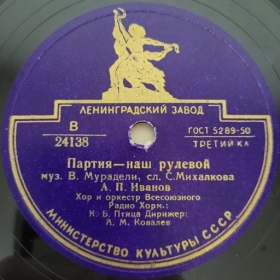 ЛЕНИНГРАДСКИЙ ЗАВОД
В
24138
ГОСТ 5289-50
ТРЕТИЙ КЛ
Партия—наш рулевой
муз. В. Мурадели, сл. С. Михалкова
А. П. Иванов
Хор и оркестр Всесоюзного
Радио Хорм.:
К. Б. Птица Дирижер:
А. М. Ковалев
МИНИСТЕРСТВО КУЛЬТУРЫ СССР